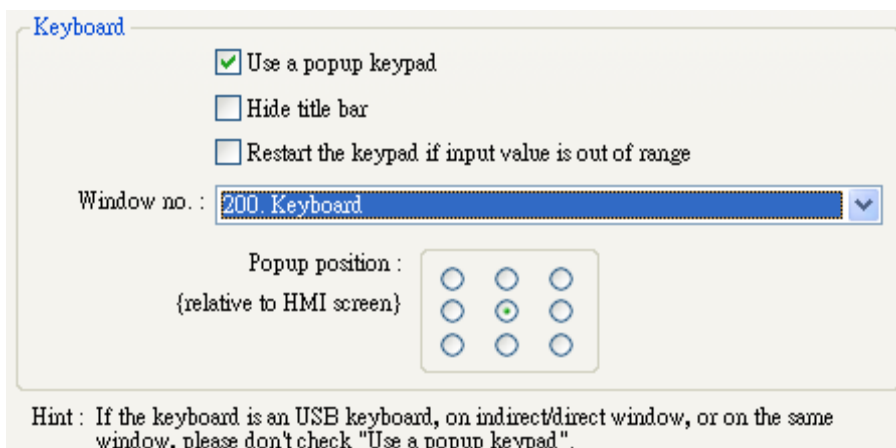 Keyboard
Use a popup keypad
Hide title bar
Restart the keypad if input value is out of range
Window no. : 200. Keyboard
Popup position :
{relative to HMI screen}
Hint : If the keyboard is an USB keyboard, on indirect/direct window, or on the same
window, please don't check "Use a popup keypad".